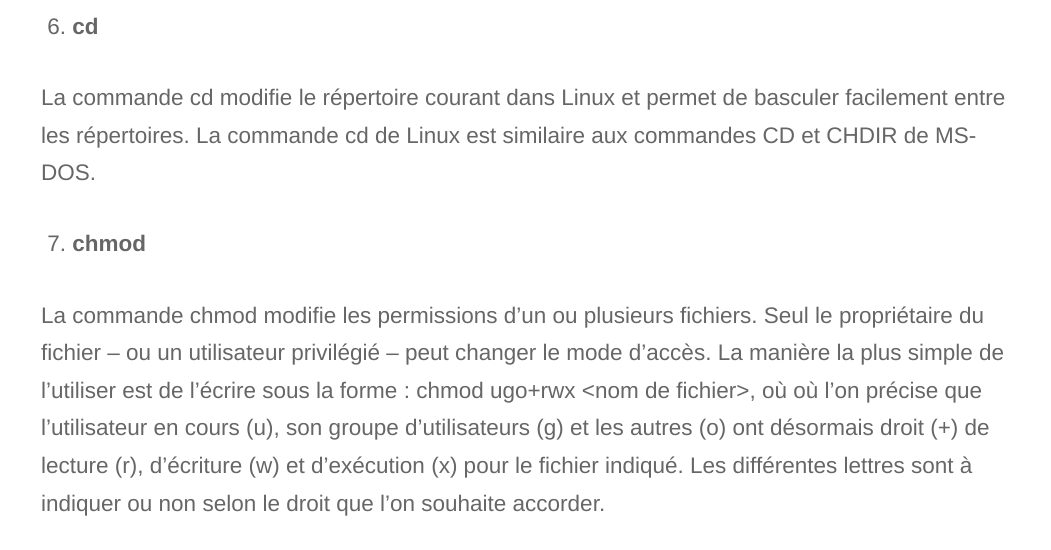 6. cd
La commande cd modifie le répertoire courant dans Linux et permet de basculer facilement entre
les répertoires. La commande cd de Linux est similaire aux commandes CD et CHDIR de MS-
DOS.
7. chmod
La commande chmod modifie les permissions d’un ou plusieurs fichiers. Seul le propriétaire du
fichier – ou un utilisateur privilégié – peut changer le mode d’accès. La manière la plus simple de
l’utiliser est de l’écrire sous la forme : chmod ugo+rwx <nom de fichier>, où où l’on précise que
l’utilisateur en cours (u), son groupe d’utilisateurs (g) et les autres (o) ont désormais droit (+) de
lecture (r), d’écriture (w) et d’exécution (x) pour le fichier indiqué. Les différentes lettres sont à
indiquer ou non selon le droit que l’on souhaite accorder.